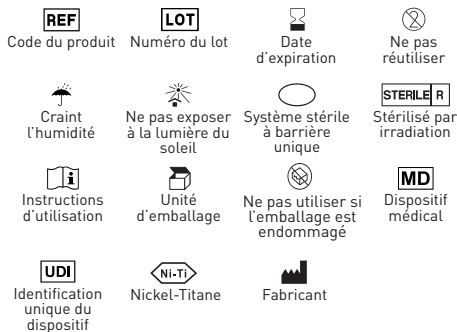 REF
Code du produit
LOT
Numéro du lot
Date
d'expiration
2
Ne pas
réutiliser
Craint
l'humidité
Ne pas exposer
à la lumière du
soleil
Système stérile
à barrière
unique
STERILE R
Stérilisé par
irradiation
i
Instructions
d'utilisation
Unité
d'emballage
Ne pas utiliser si
l'emballage est
endommagé
MD
Dispositif
médical
UDI
Identification
unique du
dispositif
Ni-Ti
Nickel-Titane
Fabricant